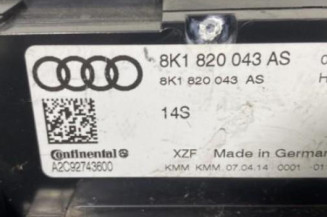 8K1 820 043 AS
8K1 820 043 AS
H
14S
Continental
XZF Made in German
A2C92743600
KMM KMM 07.04.14 0001